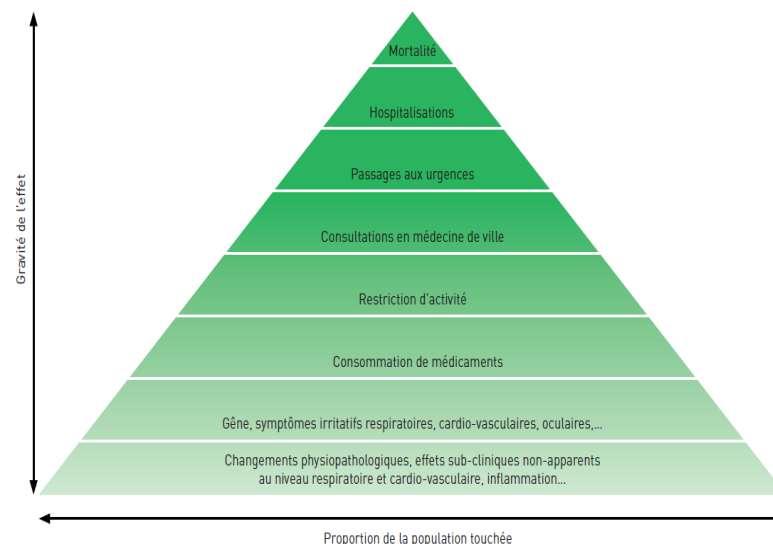 Mortalité
Hospitalisations
Passages aux urgences
Consultations en médecine de ville
Restriction d'activité
Consommation de médicaments
Gêne, symptômes irritatifs respiratoires, cardio-vasculaires, oculaires,...
Changements physiopathologiques, effets sub-cliniques non-apparents
au niveau respiratoire et cardio-vasculaire, inflammation...
Gravité de l'effet
Proportion de la population touchée